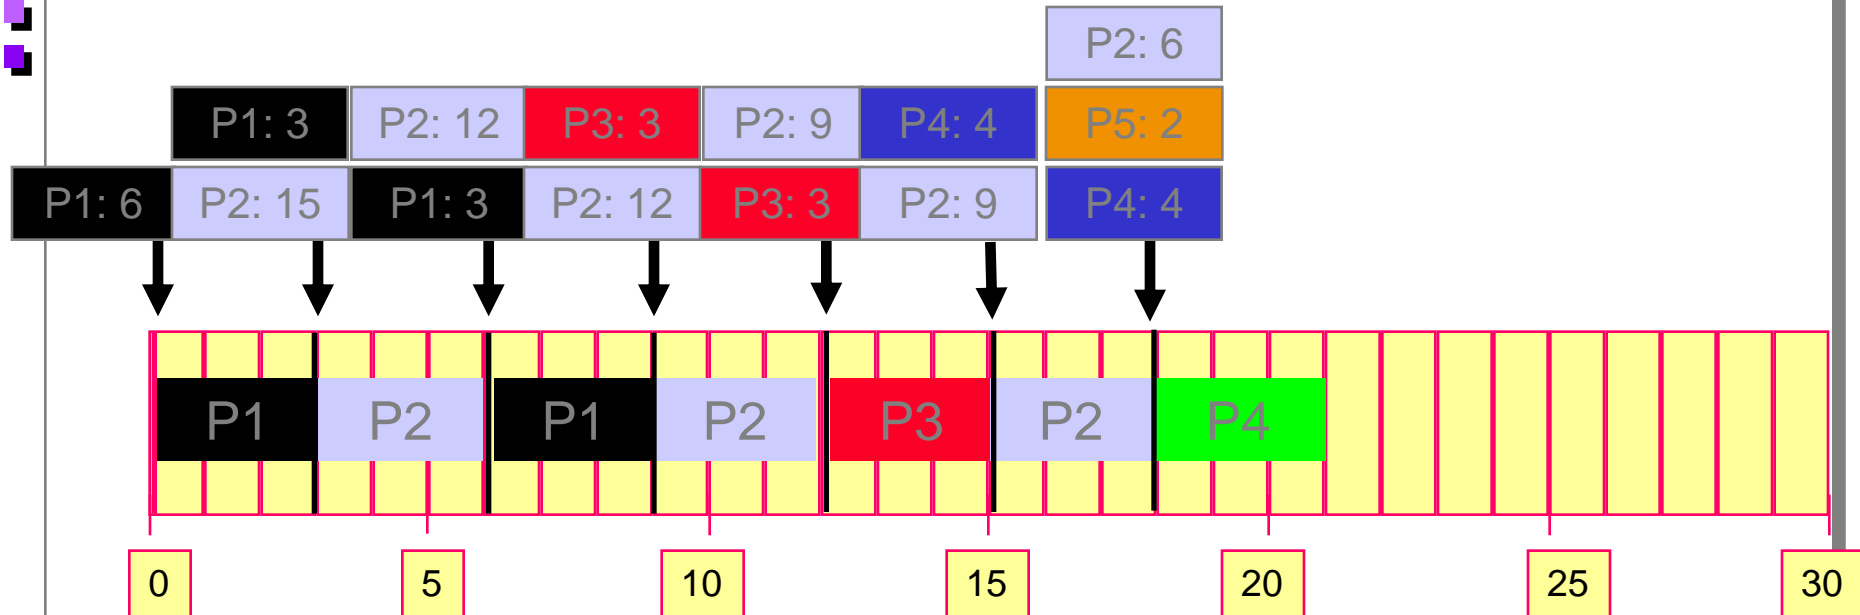 P2: 6
P1: 3 P2: 12 P3: 3 P2: 9 P4: 4 P5: 2
P1: 6 P2: 15 P1: 3 P2: 12 P3: 3 P2: 9 P4: 4
P1 P2 P1 P2 P3 P2 P4
0 5 10 15 20 25 30